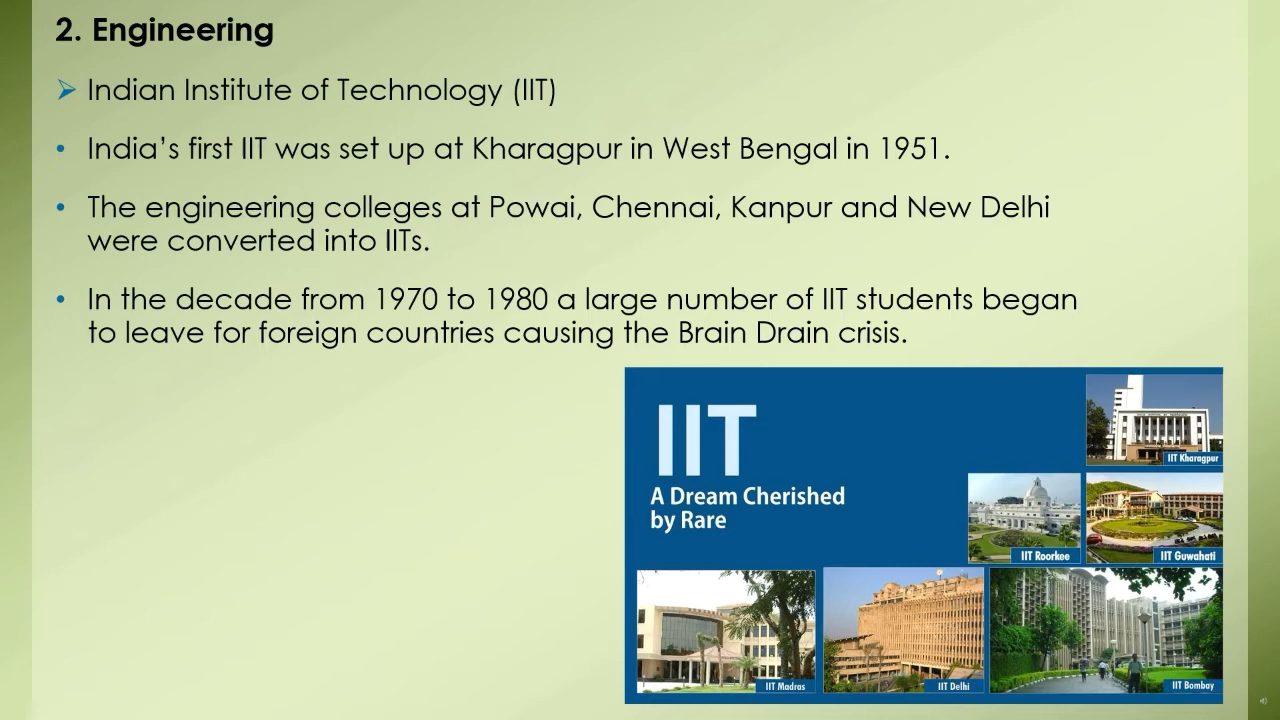 2. Engineering
➢ Indian Institute of Technology (IIT)
• India’s first IIT was set up at Kharagpur in West Bengal in 1951.
• The engineering colleges at Powai, Chennai, Kanpur and New Delhi
were converted into IITs.
• In the decade from 1970 to 1980 a large number of IIT students began
to leave for foreign countries causing the Brain Drain crisis.
IIT
A Dream Cherished
by Rare
IIT Kharagpur
IIT Roorkee
IIT Guwahati
IIT Madras
IIT Delhi
IIT Bombay